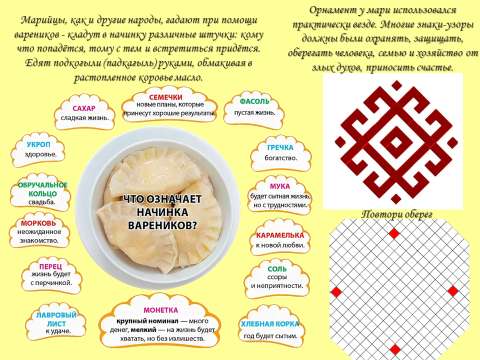 Марийцы, как и другие народы, гадают при помощи
вареников - кладут в начинку различные штучки: кому
что попадётся, тому с тем и встретиться придётся.
Едят подкогыли (падкагыль) руками, обмакивая в
растопленное коровье масло.
Орнамент у мари использовался
практически везде. Многие знаки-узоры
должны были охранять, защищать,
оберегать человека, семью и хозяйство от
злых духов, приносить счастье.
СЕМЕЧКИ
новые планы, которые
принесут хорошие результаты.
САХАР
сладкая жизнь.
ФАСОЛЬ
пустая жизнь.
УКРОП
здоровье.
ГРЕЧКА
богатство.
ОБРУЧАЛЬНОЕ
КОЛЬЦО
свадьба.
МУКА
будет сытная жизнь,
но с трудностями.
ЧТО ОЗНАЧАЕТ
НАЧИНКА
ВАРЕНИКОВ?
МОРКОВЬ
неожиданное
знакомство.
КАРАМЕЛЬКА
к новой любви.
ПЕРЕЦ
жизнь будет
с перчинкой.
СОЛЬ
ссоры
и неприятности.
ЛАВРОВЫЙ
ЛИСТ
к удаче.
МОНЕТКА
крупный номинал — много
денег, мелкий — на жизнь будет
хватать, но без излишеств.
ХЛЕБНАЯ КОРКА
год будет сытым.
Повтори оберег